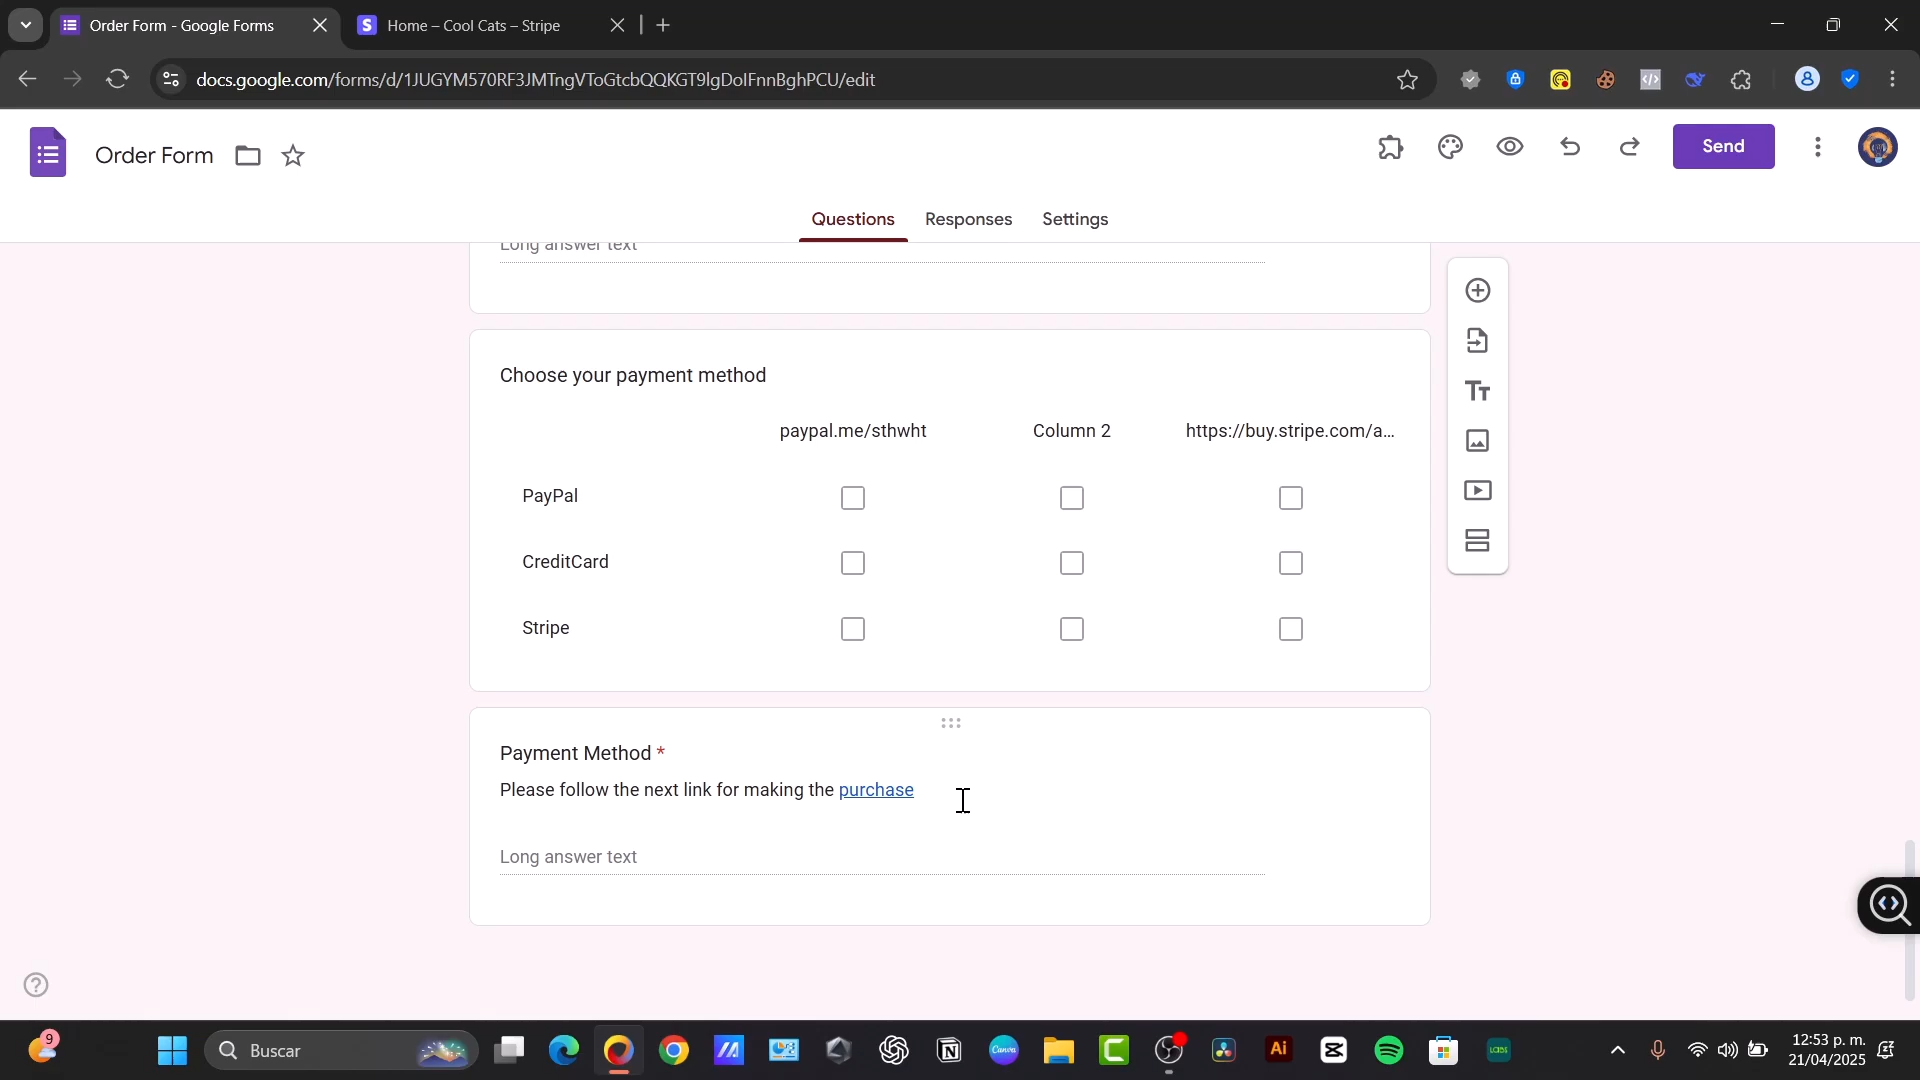 Order Form - Google Forms
Home – Cool Cats – Stripe
docs.google.com/forms/d/1JUGYM570RF3JMTngVToGtcbQQKGT9lgDolFnnBghPCU/edit
Order Form
Send
Questions
Responses
Settings
Long answer text
Choose your payment method
paypal.me/sthwht
Column 2
https://buy.stripe.com/a...
PayPal
CreditCard
Stripe
Payment Method *
Please follow the next link for making the purchase
Long answer text
9
Buscar
12:53 p. m.
21/04/2025